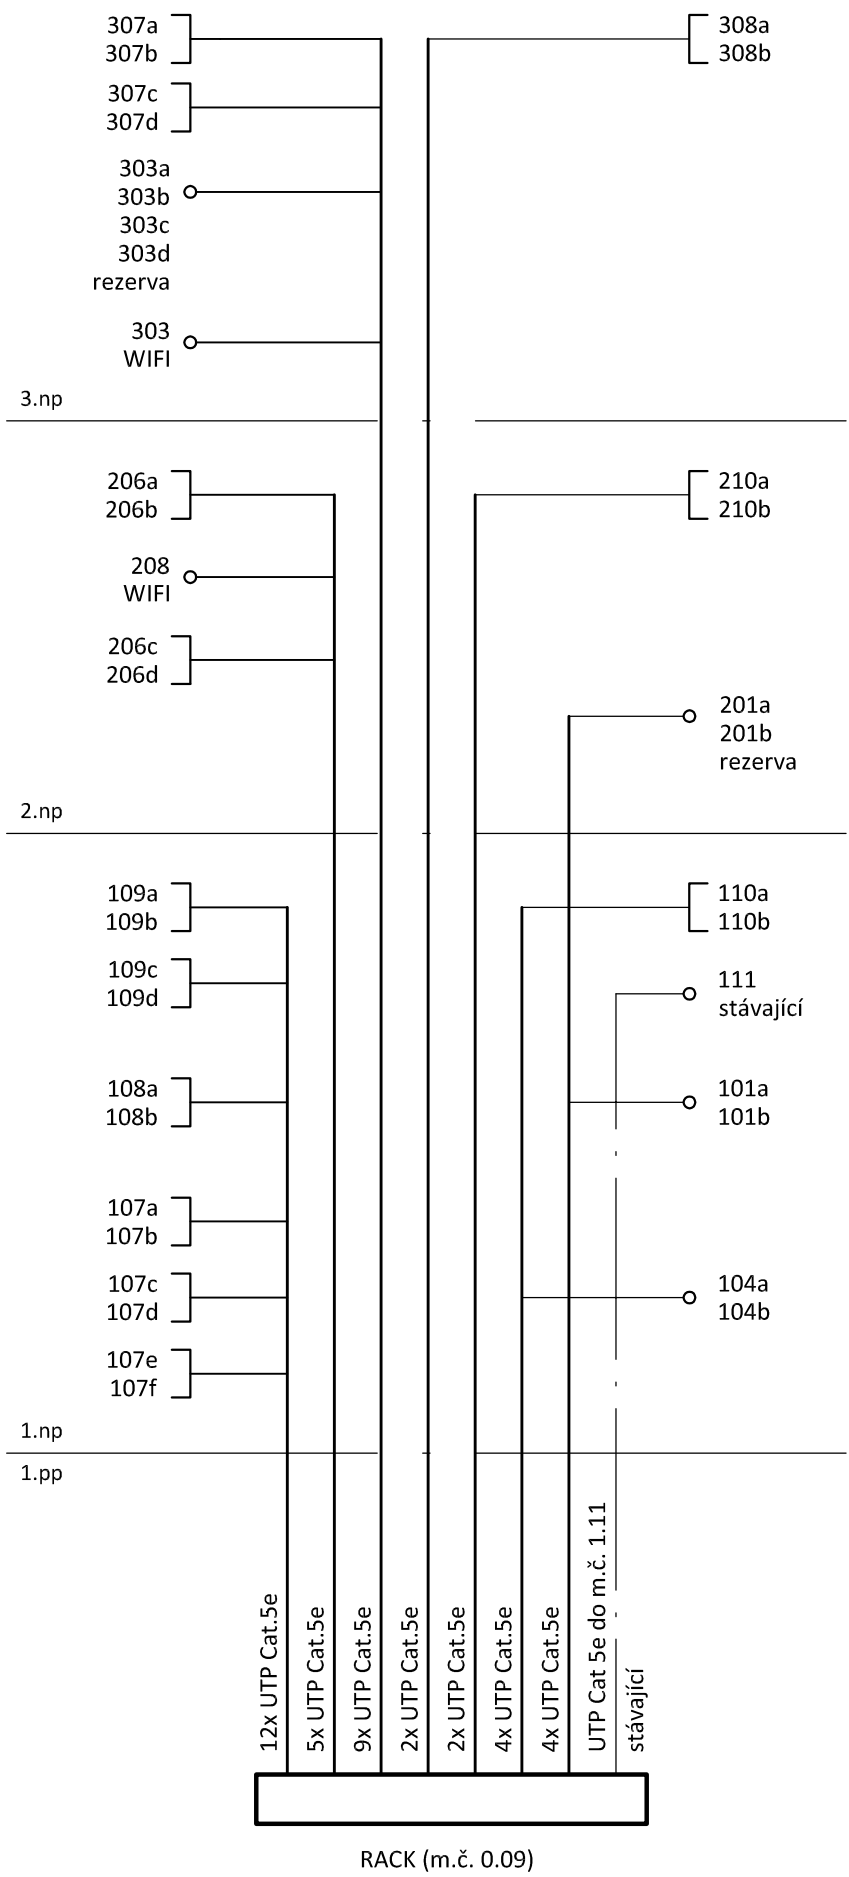 307a
307b
308a
308b
307c
307d
303a
303b
303c
303d
rezerva
303
WIFI
3.np
206a
206b
210a
210b
208
WIFI
206c
206d
201a
201b
rezerva
2.np
109a
109b
110a
110b
109c
109d
111
stávající
108a
108b
101a
101b
107a
107b
107c
107d
104a
104b
107e
107f
1.np
1.pp
12x UTP Cat.5e
5x UTP Cat.5e
9x UTP Cat.5e
2x UTP Cat.5e
2x UTP Cat.5e
4x UTP Cat.5e
4x UTP Cat.5e
UTP Cat 5e do m.č. 1.11
stávající
RACK (m.č. 0.09)